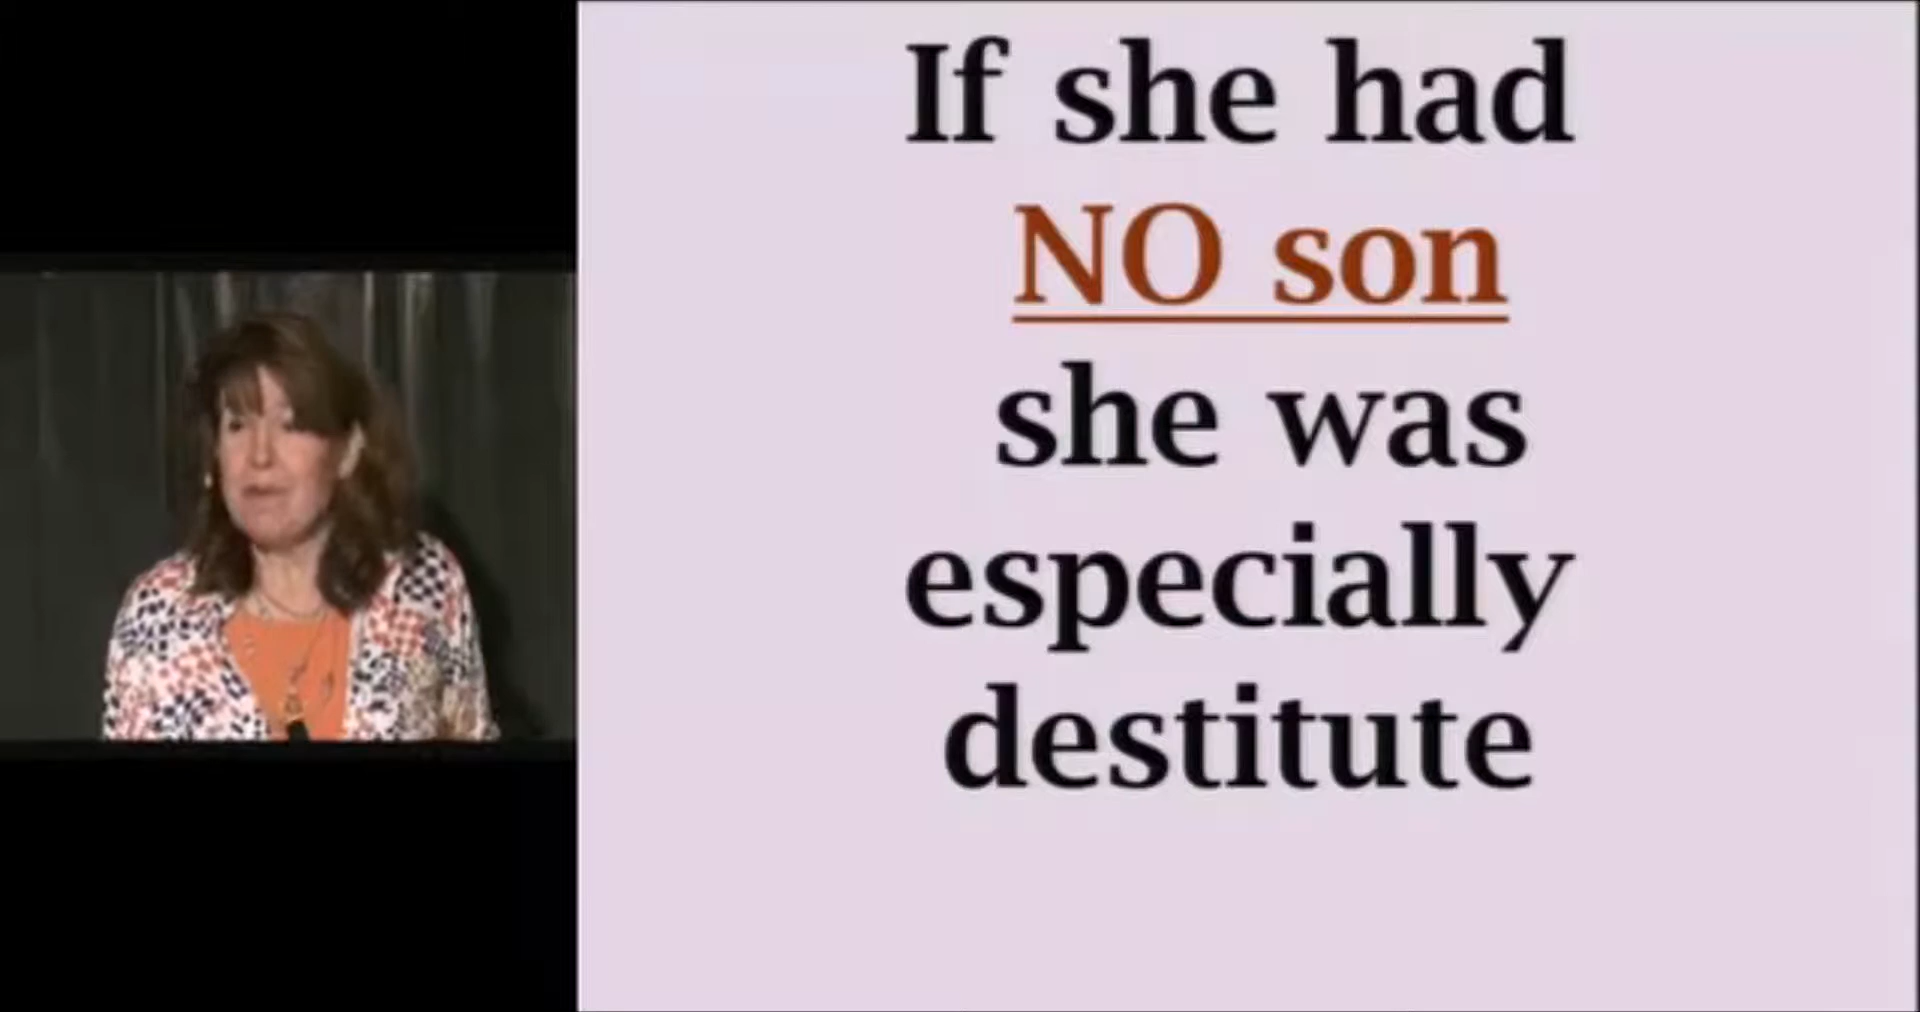 If she had
NO son
she was
especially
destitute